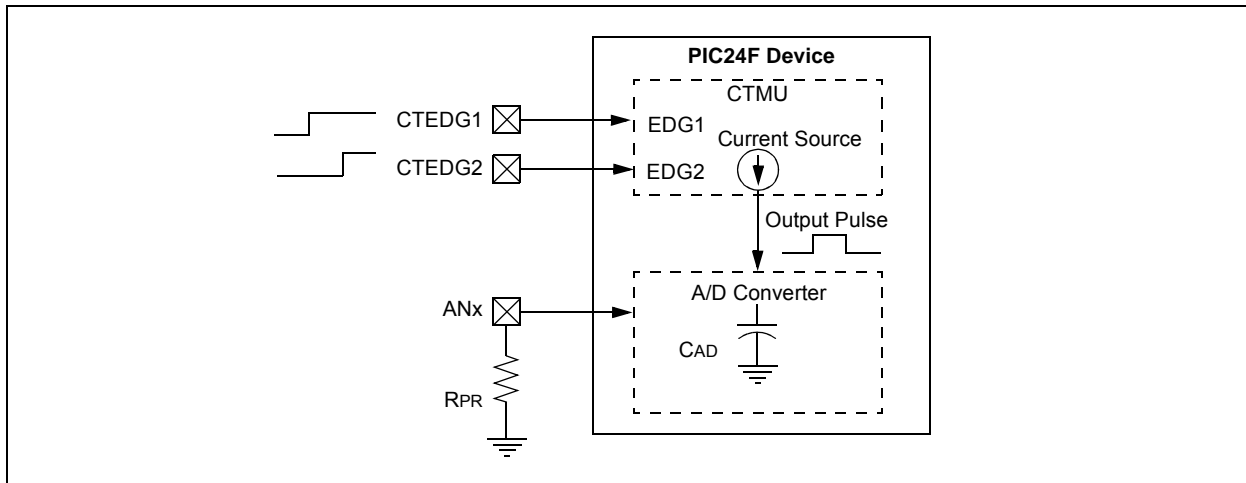 PIC24F Device
CTMU
CTEDG1
EDG1
Current Source
CTEDG2
EDG2
Output Pulse
A/D Converter
ANx
CAD
RPR